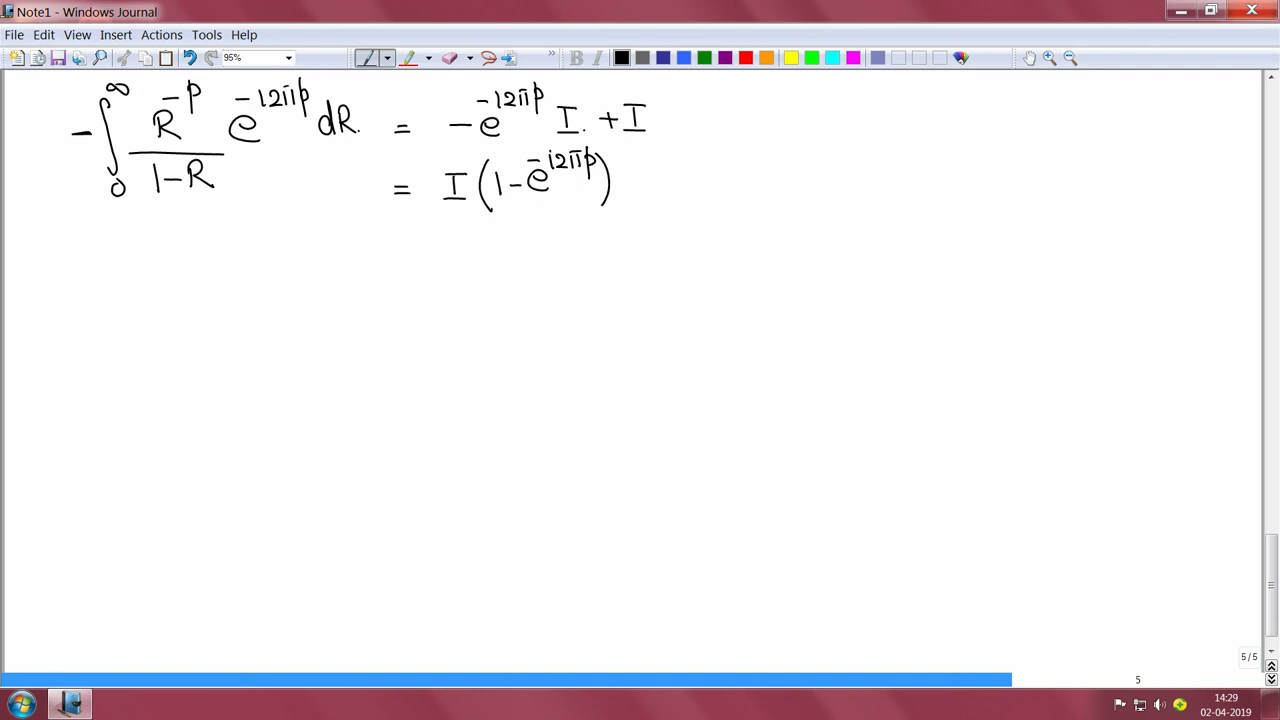 Note1 - Windows Journal
File Edit View Insert Actions Tools Help
95%
B I
-∫₀^∞ R^{-p} e^{-i2πp} / (1-R) dR. = -e^{-i2πp} I. + I
= I(1-e^{-i2πp})
5/5
5
14:29
02-04-2019